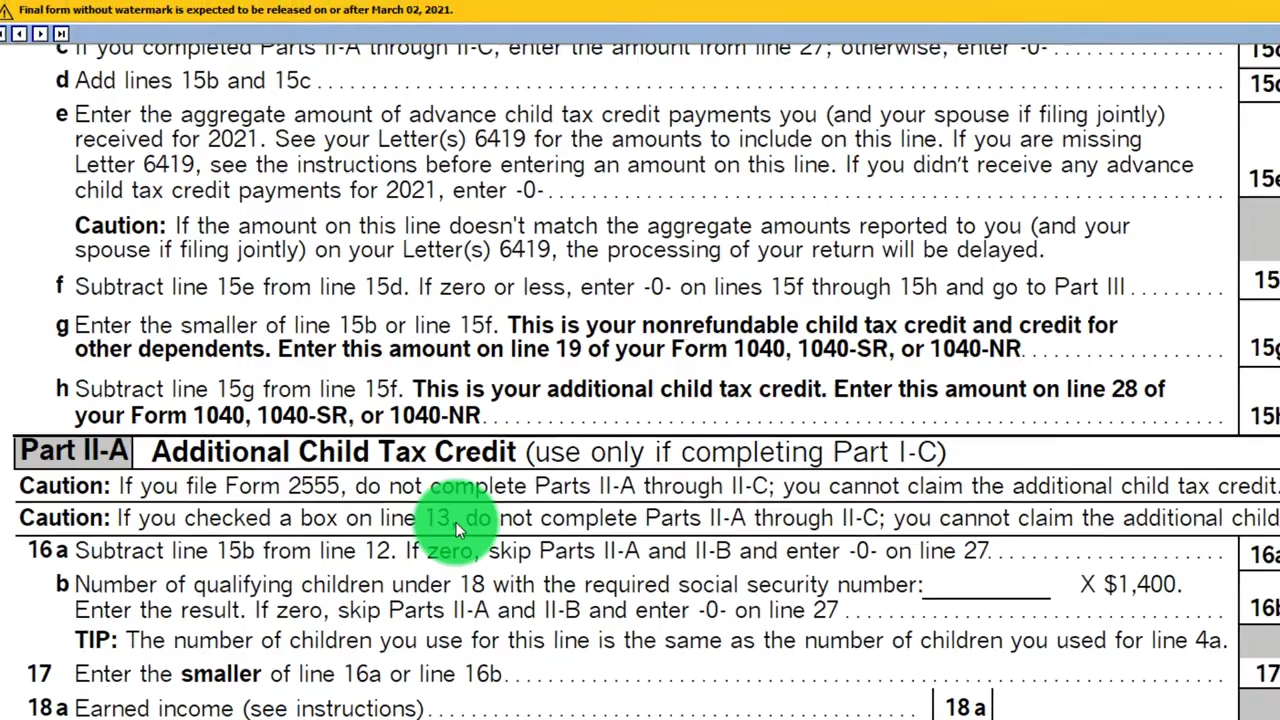 Final form without watermark is expected to be released on or after March 02, 2021.
c If you completed Parts II-A through II-C, enter the amount from line 27; otherwise, enter -0-
d Add lines 15b and 15c
e Enter the aggregate amount of advance child tax credit payments you (and your spouse if filing jointly)
received for 2021. See your Letter(s) 6419 for the amounts to include on this line. If you are missing
Letter 6419, see the instructions before entering an amount on this line. If you didn't receive any advance
child tax credit payments for 2021, enter -0- 15e
Caution: If the amount on this line doesn't match the aggregate amounts reported to you (and your
spouse if filing jointly) on your Letter(s) 6419, the processing of your return will be delayed.
f Subtract line 15e from line 15d. If zero or less, enter -0- on lines 15f through 15h and go to Part III 15
g Enter the smaller of line 15b or line 15f. This is your nonrefundable child tax credit and credit for
other dependents. Enter this amount on line 19 of your Form 1040, 1040-SR, or 1040-NR. 15g
h Subtract line 15g from line 15f. This is your additional child tax credit. Enter this amount on line 28 of
your Form 1040, 1040-SR, or 1040-NR 15h
Part II-A Additional Child Tax Credit (use only if completing Part I-C)
Caution: If you file Form 2555, do not complete Parts II-A through II-C; you cannot claim the additional child tax credit.
Caution: If you checked a box on line 13, do not complete Parts II-A through II-C; you cannot claim the additional child
16a Subtract line 15b from line 12. If zero, skip Parts II-A and II-B and enter -0- on line 27. 16a
b Number of qualifying children under 18 with the required social security number: X $1,400.
Enter the result. If zero, skip Parts II-A and II-B and enter -0- on line 27 16b
TIP: The number of children you use for this line is the same as the number of children you used for line 4a.
17 Enter the smaller of line 16a or line 16b 17
18a Earned income (see instructions) 18a